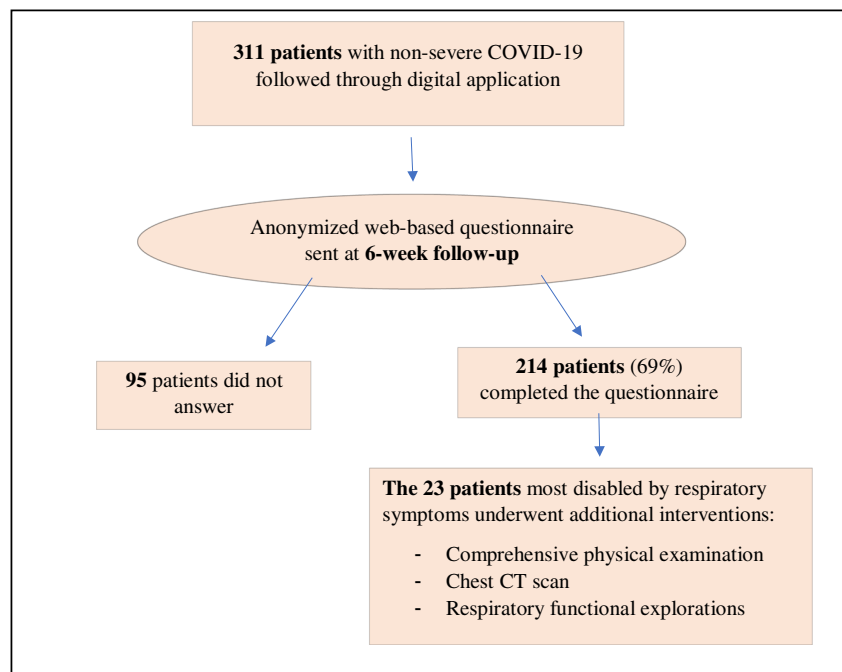 311 patients with non-severe COVID-19
followed through digital application
Anonymized web-based questionnaire
sent at 6-week follow-up
95 patients did not
answer
214 patients (69%)
completed the questionnaire
The 23 patients most disabled by respiratory
symptoms underwent additional interventions:
- Comprehensive physical examination
- Chest CT scan
- Respiratory functional explorations